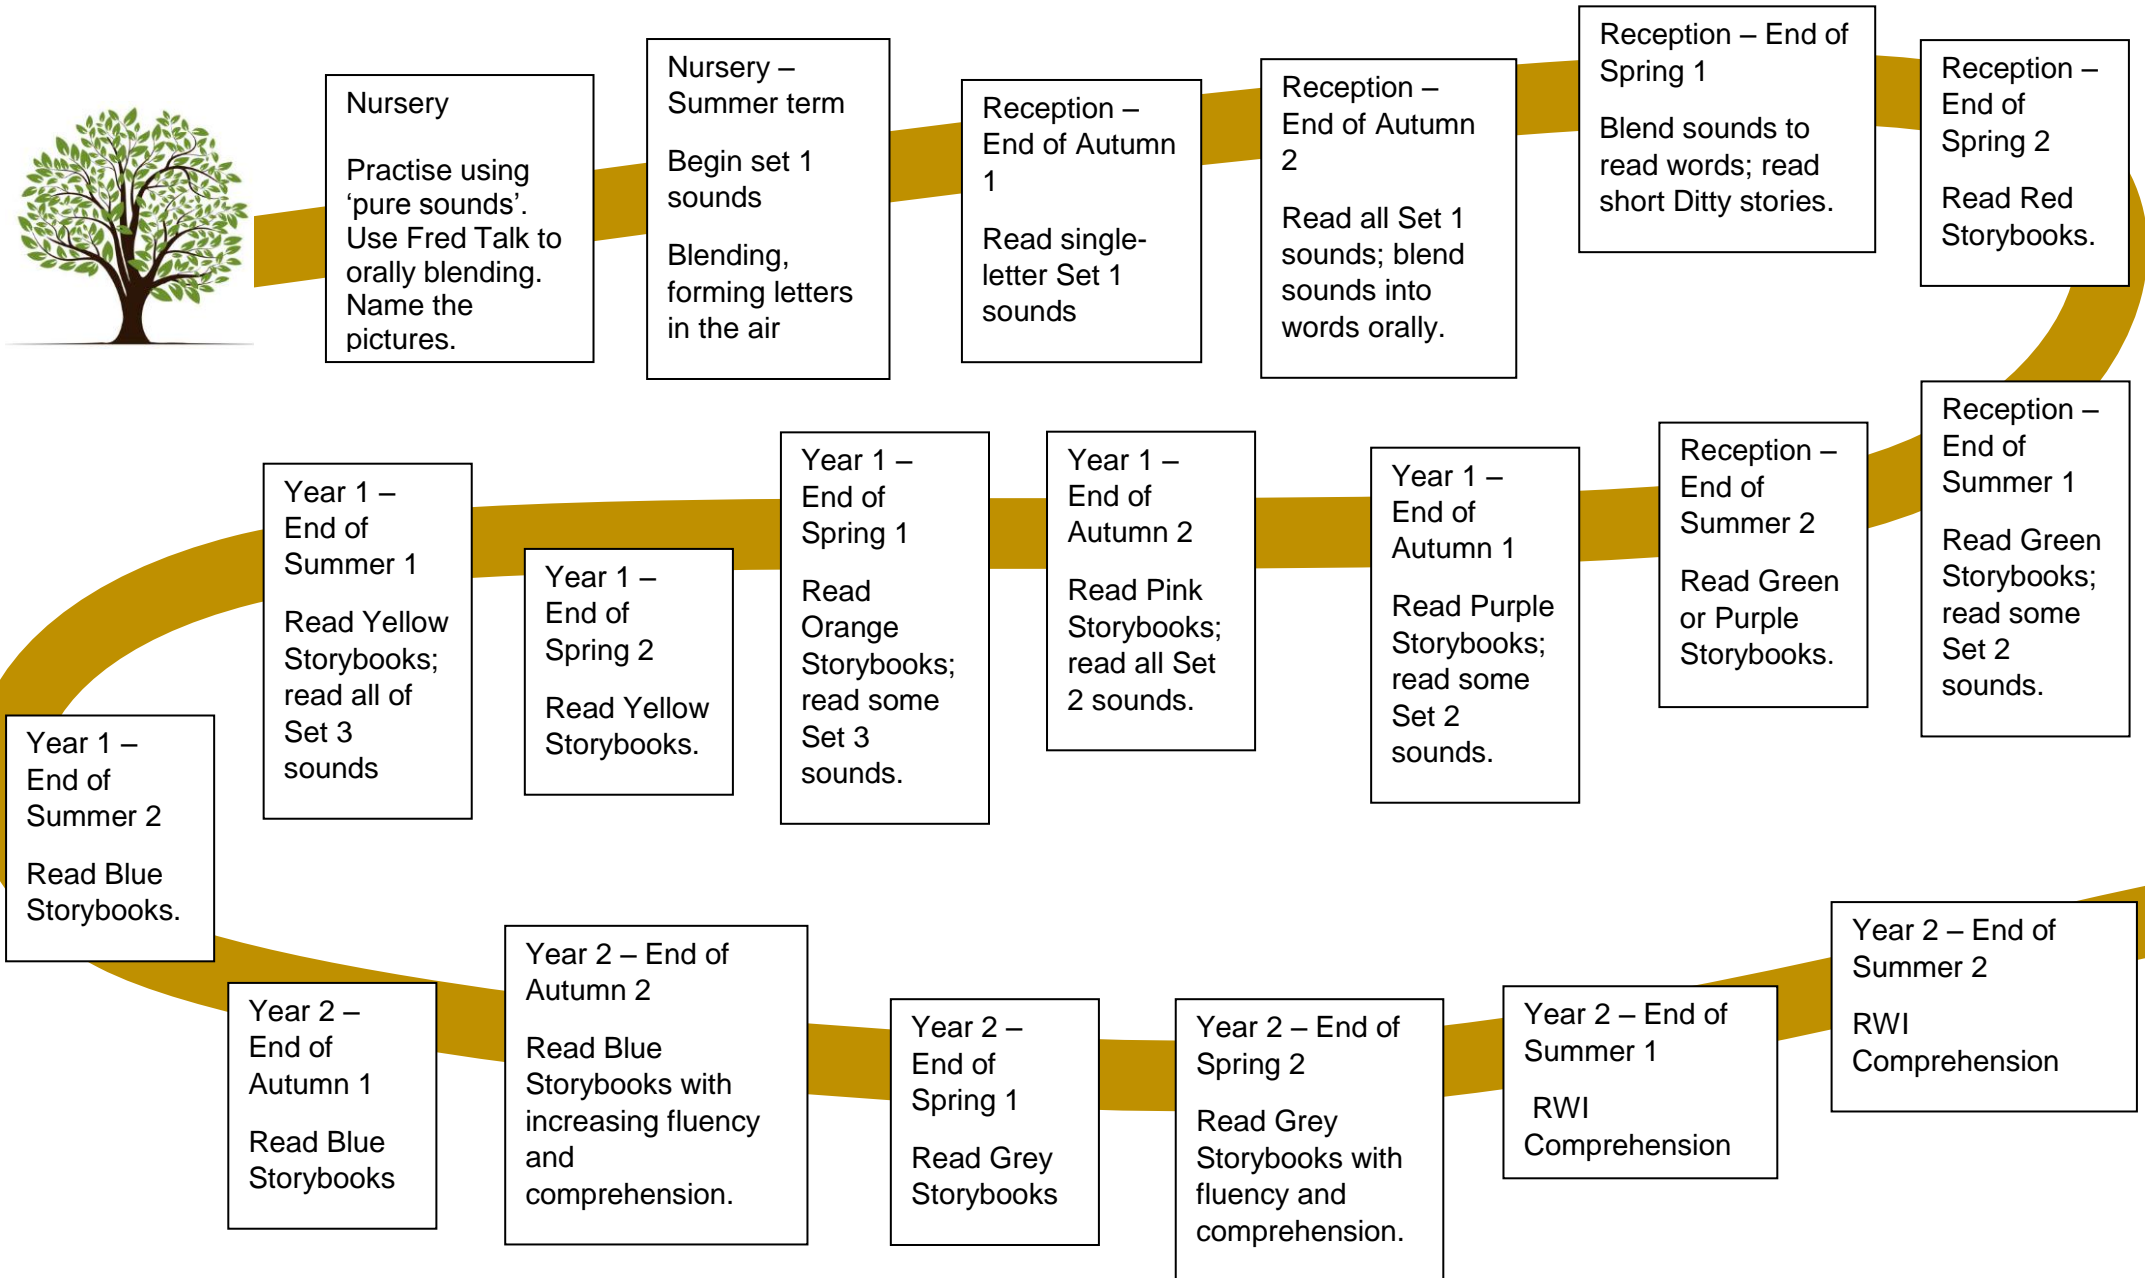 Nursery
Practise using
‘pure sounds’.
Use Fred Talk to
orally blending.
Name the
pictures.
Nursery –
Summer term
Begin set 1
sounds
Blending,
forming letters
in the air
Reception –
End of Autumn
1
Read single-
letter Set 1
sounds
Reception –
End of Autumn
2
Read all Set 1
sounds; blend
sounds into
words orally.
Reception – End of
Spring 1
Blend sounds to
read words; read
short Ditty stories.
Reception –
End of
Spring 2
Read Red
Storybooks.
Reception –
End of
Summer 1
Read Green
Storybooks;
read some
Set 2
sounds.
Reception –
End of
Summer 2
Read Green
or Purple
Storybooks.
Year 1 –
End of
Autumn 1
Read Purple
Storybooks;
read some
Set 2
sounds.
Year 1 –
End of
Autumn 2
Read Pink
Storybooks;
read all Set
2 sounds.
Year 1 –
End of
Spring 1
Read
Orange
Storybooks;
read some
Set 3
sounds.
Year 1 –
End of
Spring 2
Read Yellow
Storybooks.
Year 1 –
End of
Summer 1
Read Yellow
Storybooks;
read all of
Set 3
sounds
Year 1 –
End of
Summer 2
Read Blue
Storybooks.
Year 2 –
End of
Autumn 1
Read Blue
Storybooks
Year 2 – End of
Autumn 2
Read Blue
Storybooks with
increasing fluency
and
comprehension.
Year 2 –
End of
Spring 1
Read Grey
Storybooks
Year 2 – End of
Spring 2
Read Grey
Storybooks with
fluency and
comprehension.
Year 2 – End of
Summer 1
RWI
Comprehension
Year 2 – End of
Summer 2
RWI
Comprehension